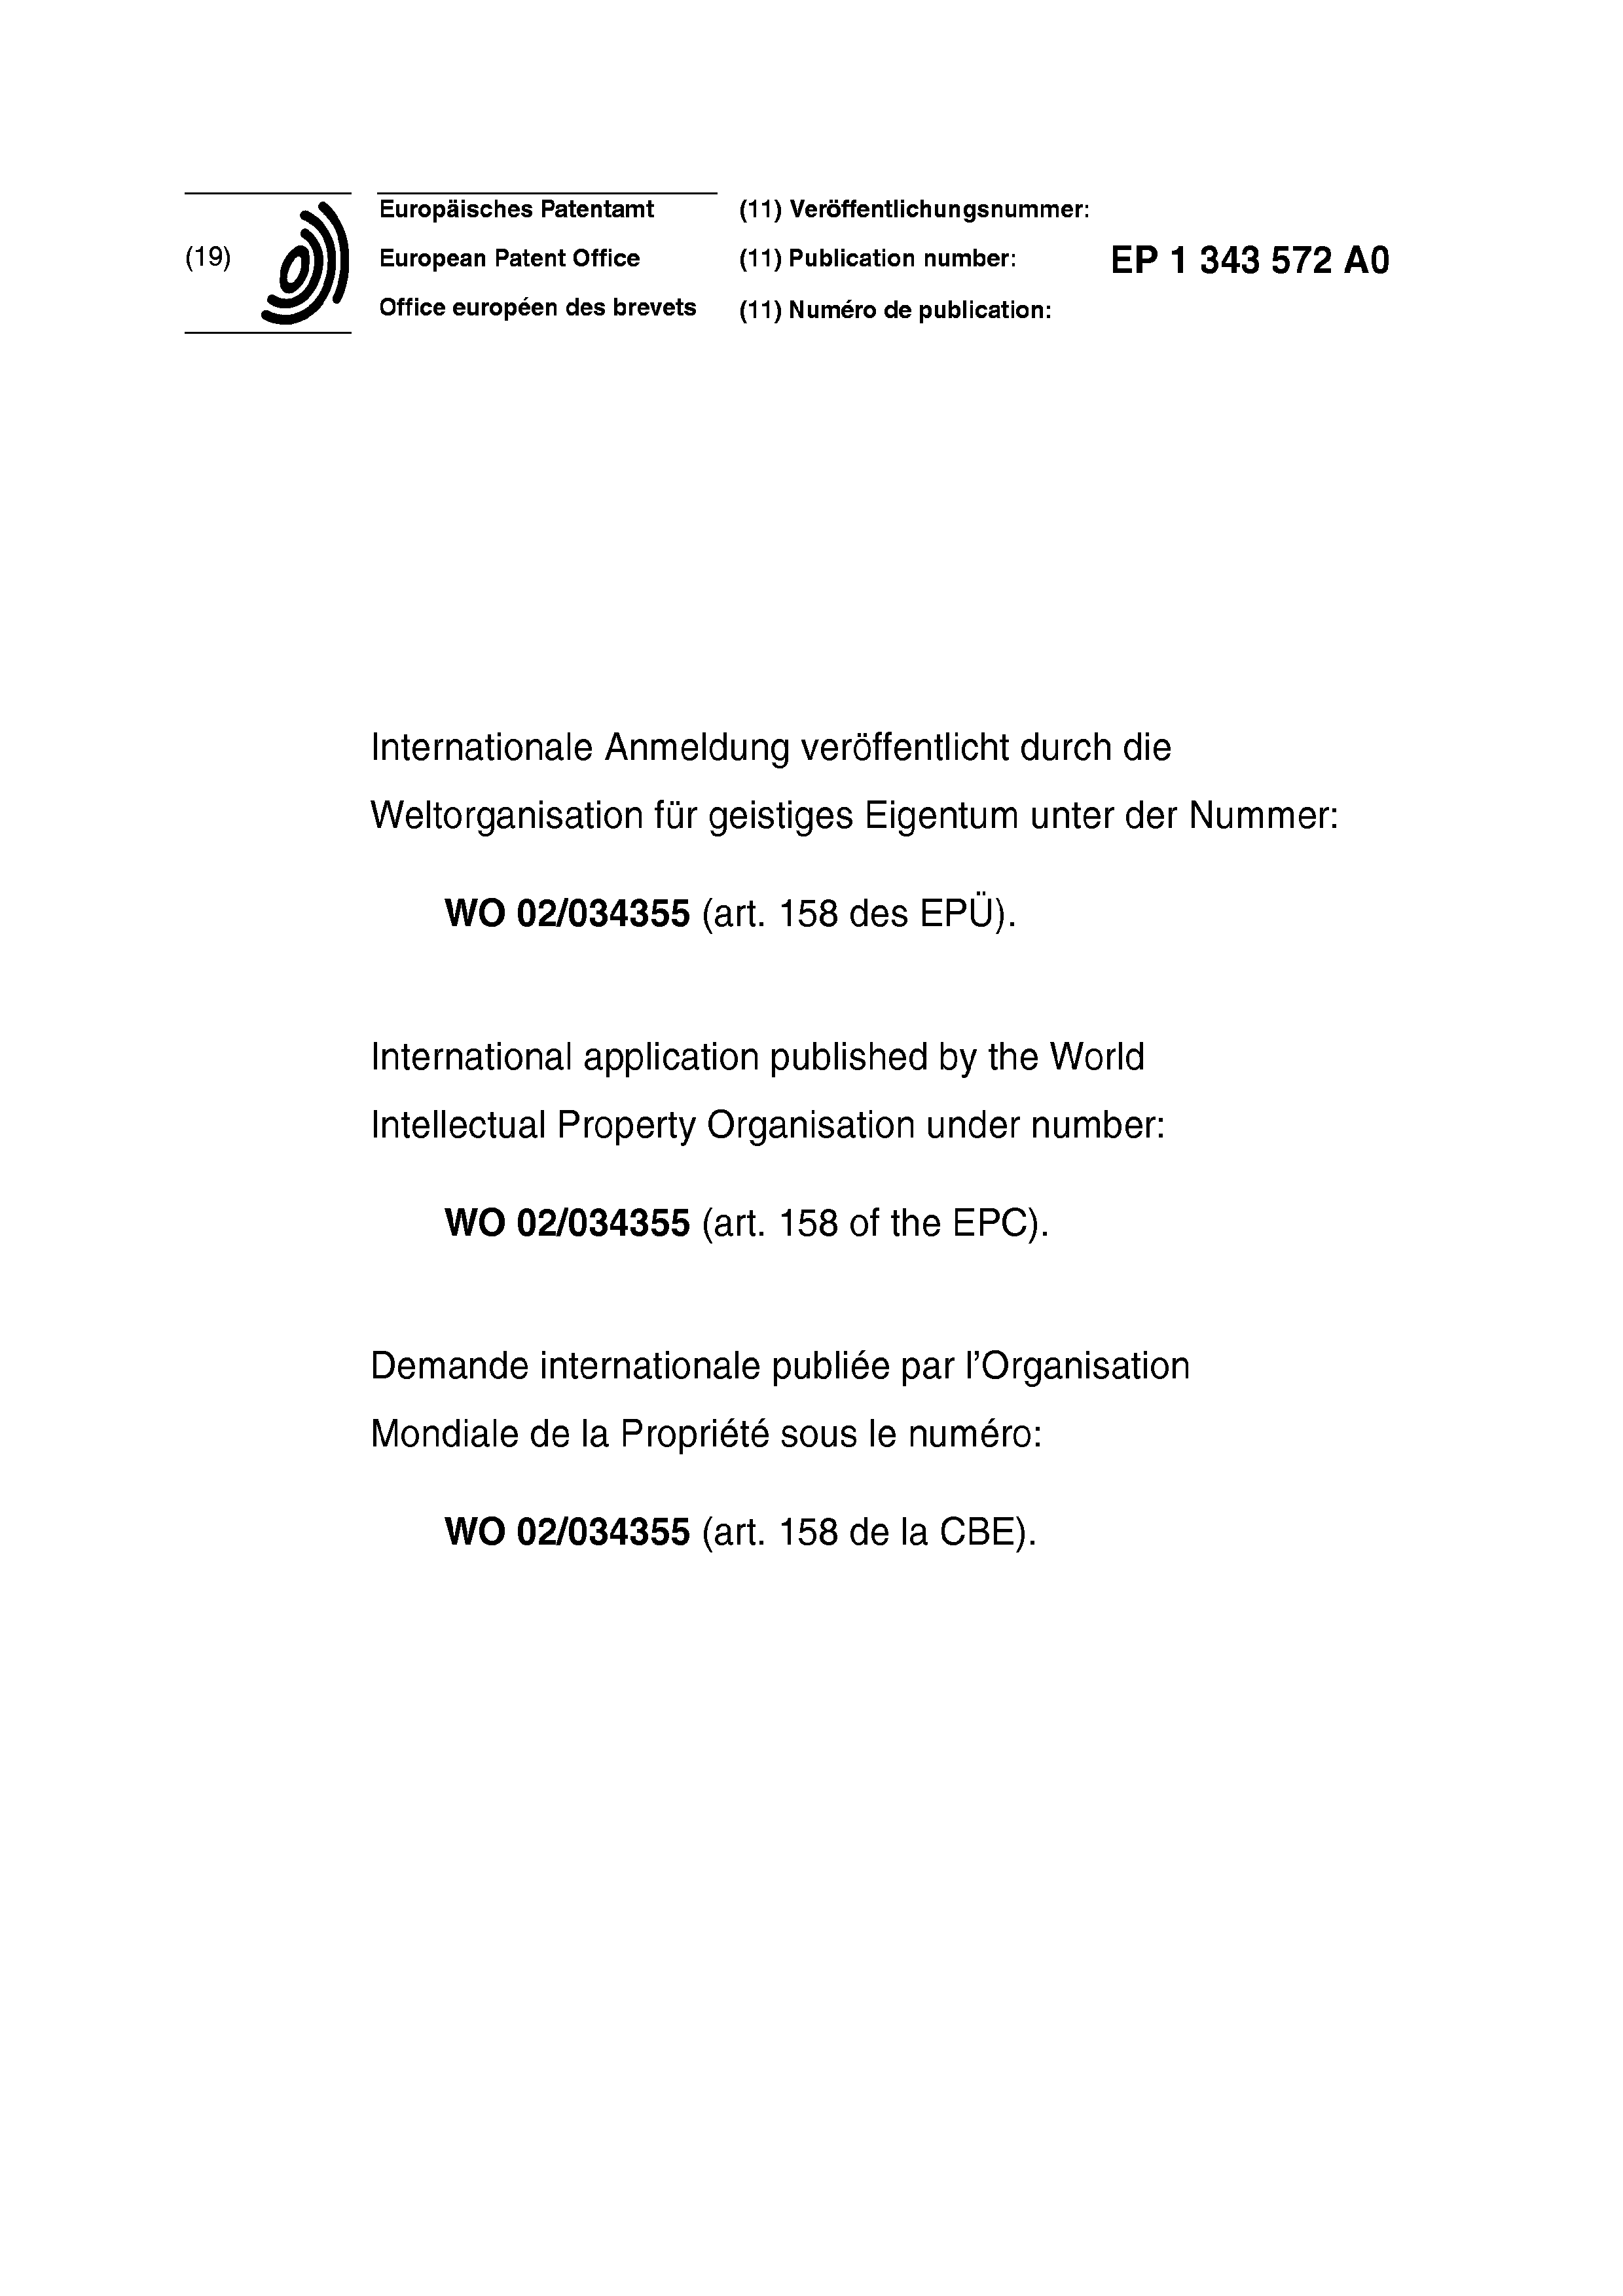 (19)
Europäisches Patentamt
European Patent Office
Office européen des brevets
(11) Veröffentlichungsnummer:
(11) Publication number:
(11) Numéro de publication:
EP 1 343 572 A0
Internationale Anmeldung veröffentlicht durch die
Weltorganisation für geistiges Eigentum unter der Nummer:
WO 02/034355 (art. 158 des EPÜ).
International application published by the World
Intellectual Property Organisation under number:
WO 02/034355 (art. 158 of the EPC).
Demande internationale publiée par l'Organisation
Mondiale de la Propriété sous le numéro:
WO 02/034355 (art. 158 de la CBE).